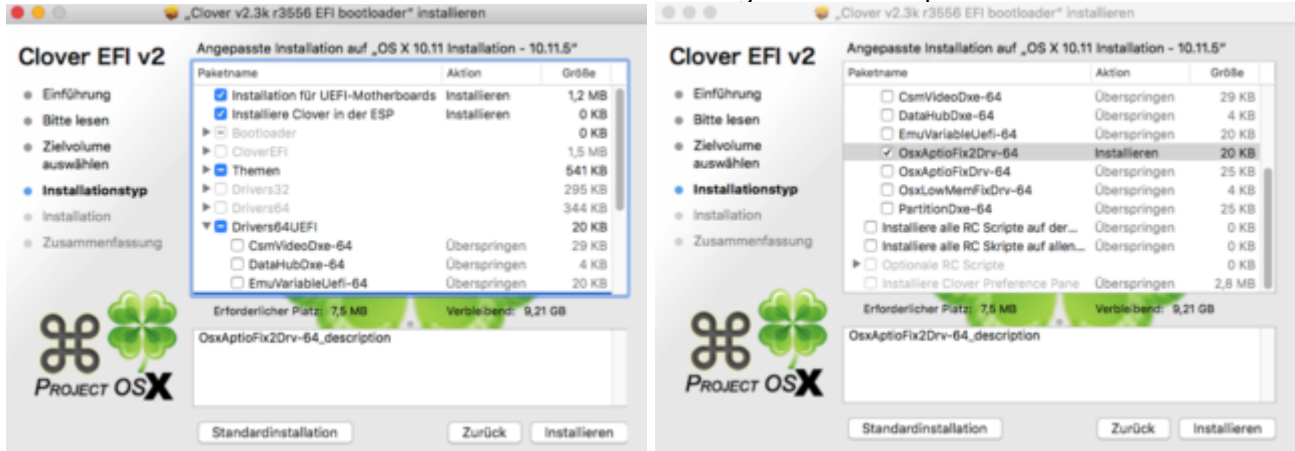 „Clover v2.3k r3556 EFI bootloader“ installieren
Clover EFI v2
Einführung
Bitte lesen
Zielvolume
auswählen
Installationstyp
Installation
Zusammenfassung
PROJECT OSX
Angepasste Installation auf „OS X 10.11 Installation - 10.11.5“
Paketname Aktion Größe
Installation für UEFI-Motherboards Installieren 1,2 MB
Installiere Clover in der ESP Installieren 0 KB
Bootloader 0 KB
CloverEFI 1,5 MB
Themen 541 KB
Drivers32 295 KB
Drivers64 344 KB
Drivers64UEFI 20 KB
CsmVideoDxe-64 Überspringen 29 KB
DataHubDxe-64 Überspringen 4 KB
EmuVariableUefi-64 Überspringen 20 KB
Erforderlicher Platz: 7,5 MB Verbleibend: 9,21 GB
OsxAptioFix2Drv-64_description
Standardinstallation Zurück Installieren
„Clover v2.3k r3556 EFI bootloader“ installieren
Clover EFI v2
Einführung
Bitte lesen
Zielvolume
auswählen
Installationstyp
Installation
Zusammenfassung
PROJECT OSX
Angepasste Installation auf „OS X 10.11 Installation - 10.11.5“
Paketname Aktion Größe
CsmVideoDxe-64 Überspringen 29 KB
DataHubDxe-64 Überspringen 4 KB
EmuVariableUefi-64 Überspringen 20 KB
OsxAptioFix2Drv-64 Installieren 20 KB
OsxAptioFixDrv-64 Überspringen 25 KB
OsxLowMemFixDrv-64 Überspringen 4 KB
PartitionDxe-64 Überspringen 25 KB
Installiere alle RC Scripte auf der... Überspringen 0 KB
Installiere alle RC Skripte auf allen... Überspringen 0 KB
Optionale RC Scripte 0 KB
Installiere Clover Preference Pane Überspringen 2,8 MB
Erforderlicher Platz: 7,5 MB Verbleibend: 9,21 GB
OsxAptioFix2Drv-64_description
Standardinstallation Zurück Installieren